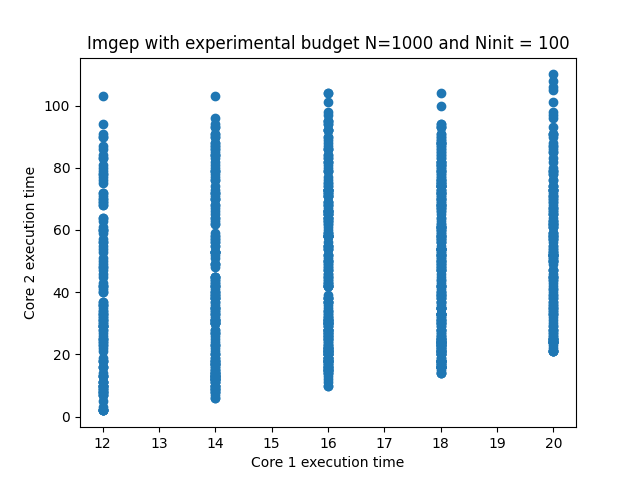 Imgep with experimental budget N=1000 and Ninit = 100
100
80
60
40
20
0
Core 2 execution time
12 13 14 15 16 17 18 19 20
Core 1 execution time